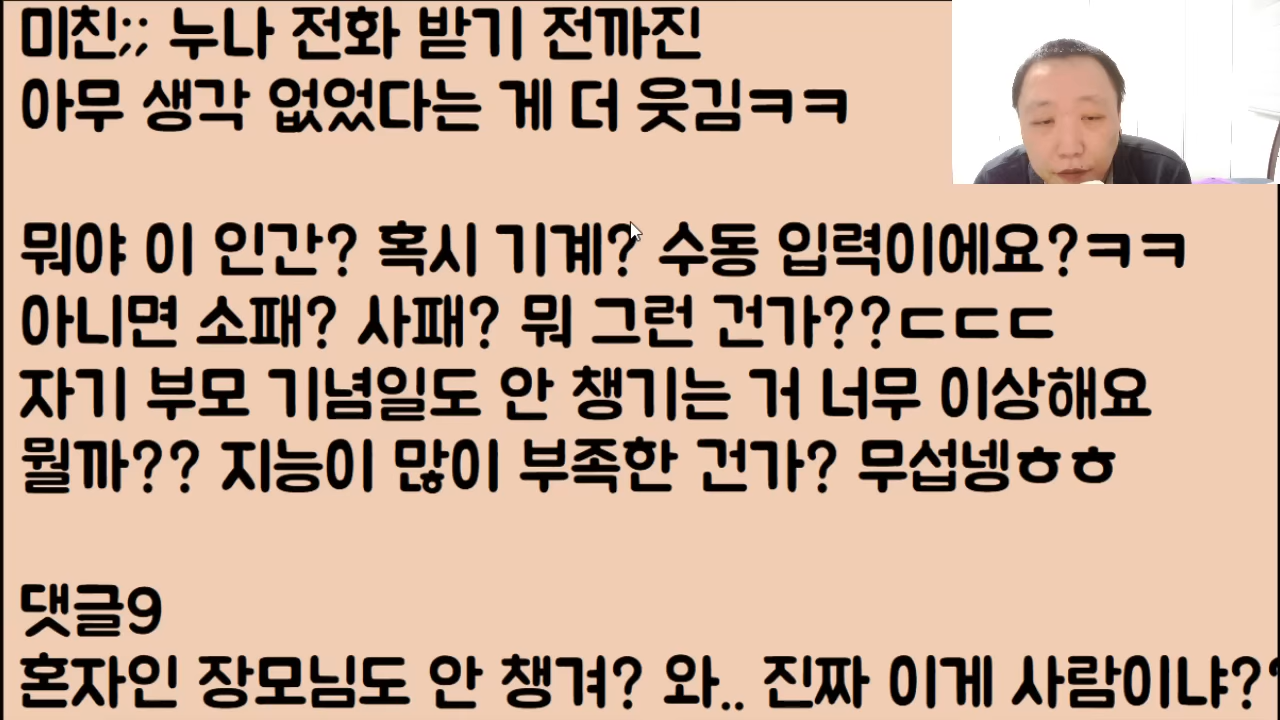 미친;; 누나 전화 받기 전까진
아무 생각 없었다는 게 더 웃김ㅋㅋ
뭐야 이 인간? 혹시 기계? 수동 입력이에요?ㅋㅋ
아니면 소패? 사패? 뭐 그런 건가??ㄷㄷㄷ
자기 부모 기념일도 안 챙기는 거 너무 이상해요
뭘까?? 지능이 많이 부족한 건가? 무섭넹ㅎㅎ
댓글9
혼자인 장모님도 안 챙겨? 와.. 진짜 이게 사람이냐??